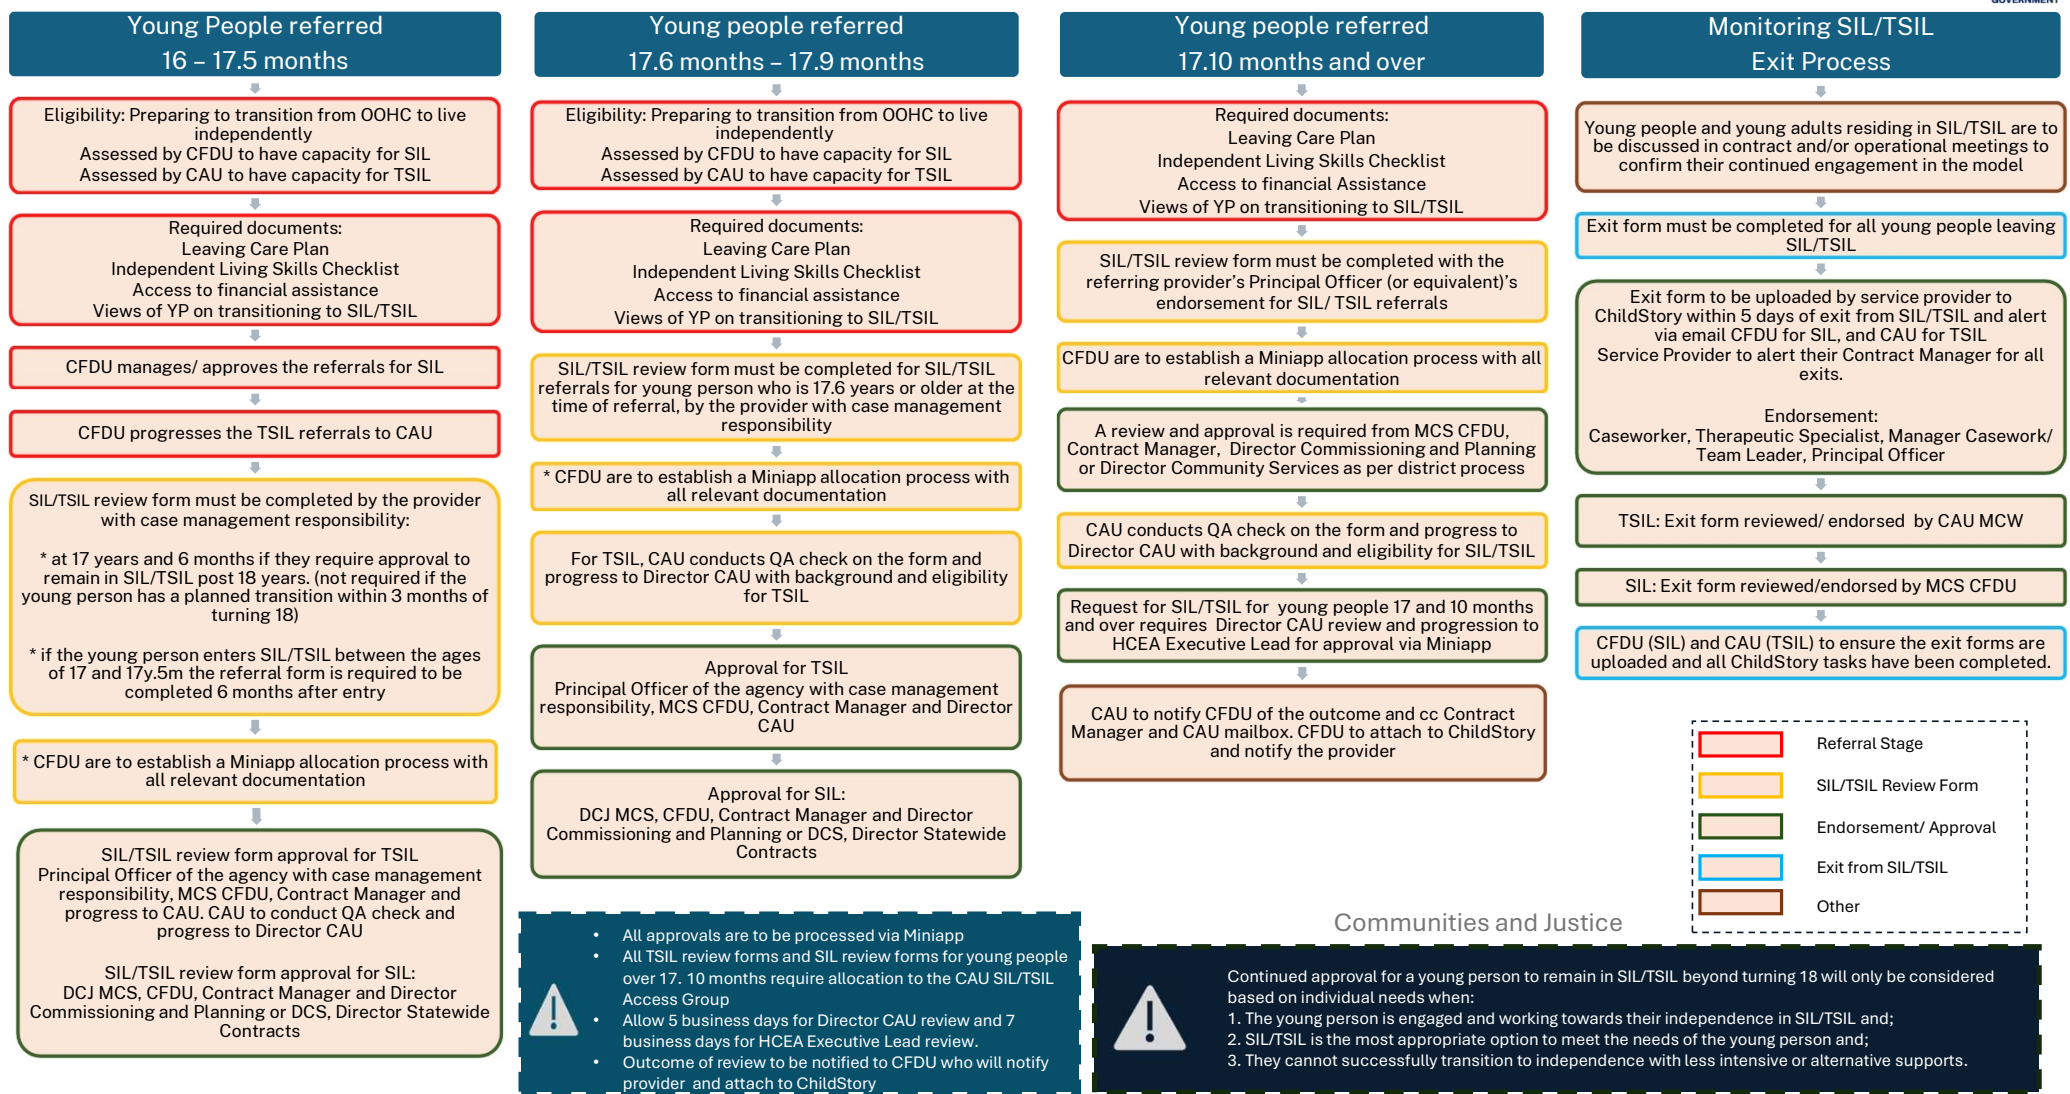 GOVERNMENT
Young People referred
16 – 17.5 months
Eligibility: Preparing to transition from OOHC to live
independently
Assessed by CFDU to have capacity for SIL
Assessed by CAU to have capacity for TSIL
Required documents:
Leaving Care Plan
Independent Living Skills Checklist
Access to financial assistance
Views of YP on transitioning to SIL/TSIL
CFDU manages/ approves the referrals for SIL
CFDU progresses the TSIL referrals to CAU
SIL/TSIL review form must be completed by the provider
with case management responsibility:
* at 17 years and 6 months if they require approval to
remain in SIL/TSIL post 18 years. (not required if the
young person has a planned transition within 3 months of
turning 18)
* if the young person enters SIL/TSIL between the ages
of 17 and 17y.5m the referral form is required to be
completed 6 months after entry
* CFDU are to establish a Miniapp allocation process with
all relevant documentation
SIL/TSIL review form approval for TSIL
Principal Officer of the agency with case management
responsibility, MCS CFDU, Contract Manager and
progress to CAU. CAU to conduct QA check and
progress to Director CAU
SIL/TSIL review form approval for SIL:
DCJ MCS, CFDU, Contract Manager and Director
Commissioning and Planning or DCS, Director Statewide
Contracts
Young people referred
17.6 months – 17.9 months
Eligibility: Preparing to transition from OOHC to live
independently
Assessed by CFDU to have capacity for SIL
Assessed by CAU to have capacity for TSIL
Required documents:
Leaving Care Plan
Independent Living Skills Checklist
Access to financial assistance
Views of YP on transitioning to SIL/TSIL
SIL/TSIL review form must be completed for SIL/TSIL
referrals for young person who is 17.6 years or older at the
time of referral, by the provider with case management
responsibility
* CFDU are to establish a Miniapp allocation process with
all relevant documentation
For TSIL, CAU conducts QA check on the form and
progress to Director CAU with background and eligibility
for TSIL
Approval for TSIL
Principal Officer of the agency with case management
responsibility, MCS CFDU, Contract Manager and Director
CAU
Approval for SIL:
DCJ MCS, CFDU, Contract Manager and Director
Commissioning and Planning or DCS, Director Statewide
Contracts
Young people referred
17.10 months and over
Required documents:
Leaving Care Plan
Independent Living Skills Checklist
Access to financial Assistance
Views of YP on transitioning to SIL/TSIL
SIL/TSIL review form must be completed with the
referring provider’s Principal Officer (or equivalent)’s
endorsement for SIL/ TSIL referrals
CFDU are to establish a Miniapp allocation process with all
relevant documentation
A review and approval is required from MCS CFDU,
Contract Manager, Director Commissioning and Planning
or Director Community Services as per district process
CAU conducts QA check on the form and progress to
Director CAU with background and eligibility for SIL/TSIL
Request for SIL/TSIL for young people 17 and 10 months
and over requires Director CAU review and progression to
HCEA Executive Lead for approval via Miniapp
CAU to notify CFDU of the outcome and cc Contract
Manager and CAU mailbox. CFDU to attach to ChildStory
and notify the provider
Monitoring SIL/TSIL
Exit Process
Young people and young adults residing in SIL/TSIL are to
be discussed in contract and/or operational meetings to
confirm their continued engagement in the model
Exit form must be completed for all young people leaving
SIL/TSIL
Exit form to be uploaded by service provider to
ChildStory within 5 days of exit from SIL/TSIL and alert
via email CFDU for SIL, and CAU for TSIL
Service Provider to alert their Contract Manager for all
exits.
Endorsement:
Caseworker, Therapeutic Specialist, Manager Casework/
Team Leader, Principal Officer
TSIL: Exit form reviewed/ endorsed by CAU MCW
SIL: Exit form reviewed/endorsed by MCS CFDU
CFDU (SIL) and CAU (TSIL) to ensure the exit forms are
uploaded and all ChildStory tasks have been completed.
Referral Stage
SIL/TSIL Review Form
Endorsement/ Approval
Exit from SIL/TSIL
Other
• All approvals are to be processed via Miniapp
• All TSIL review forms and SIL review forms for young people
over 17. 10 months require allocation to the CAU SIL/TSIL
Access Group
• Allow 5 business days for Director CAU review and 7
business days for HCEA Executive Lead review.
• Outcome of review to be notified to CFDU who will notify
provider and attach to ChildStory
Communities and Justice
Continued approval for a young person to remain in SIL/TSIL beyond turning 18 will only be considered
based on individual needs when:
1. The young person is engaged and working towards their independence in SIL/TSIL and;
2. SIL/TSIL is the most appropriate option to meet the needs of the young person and;
3. They cannot successfully transition to independence with less intensive or alternative supports.